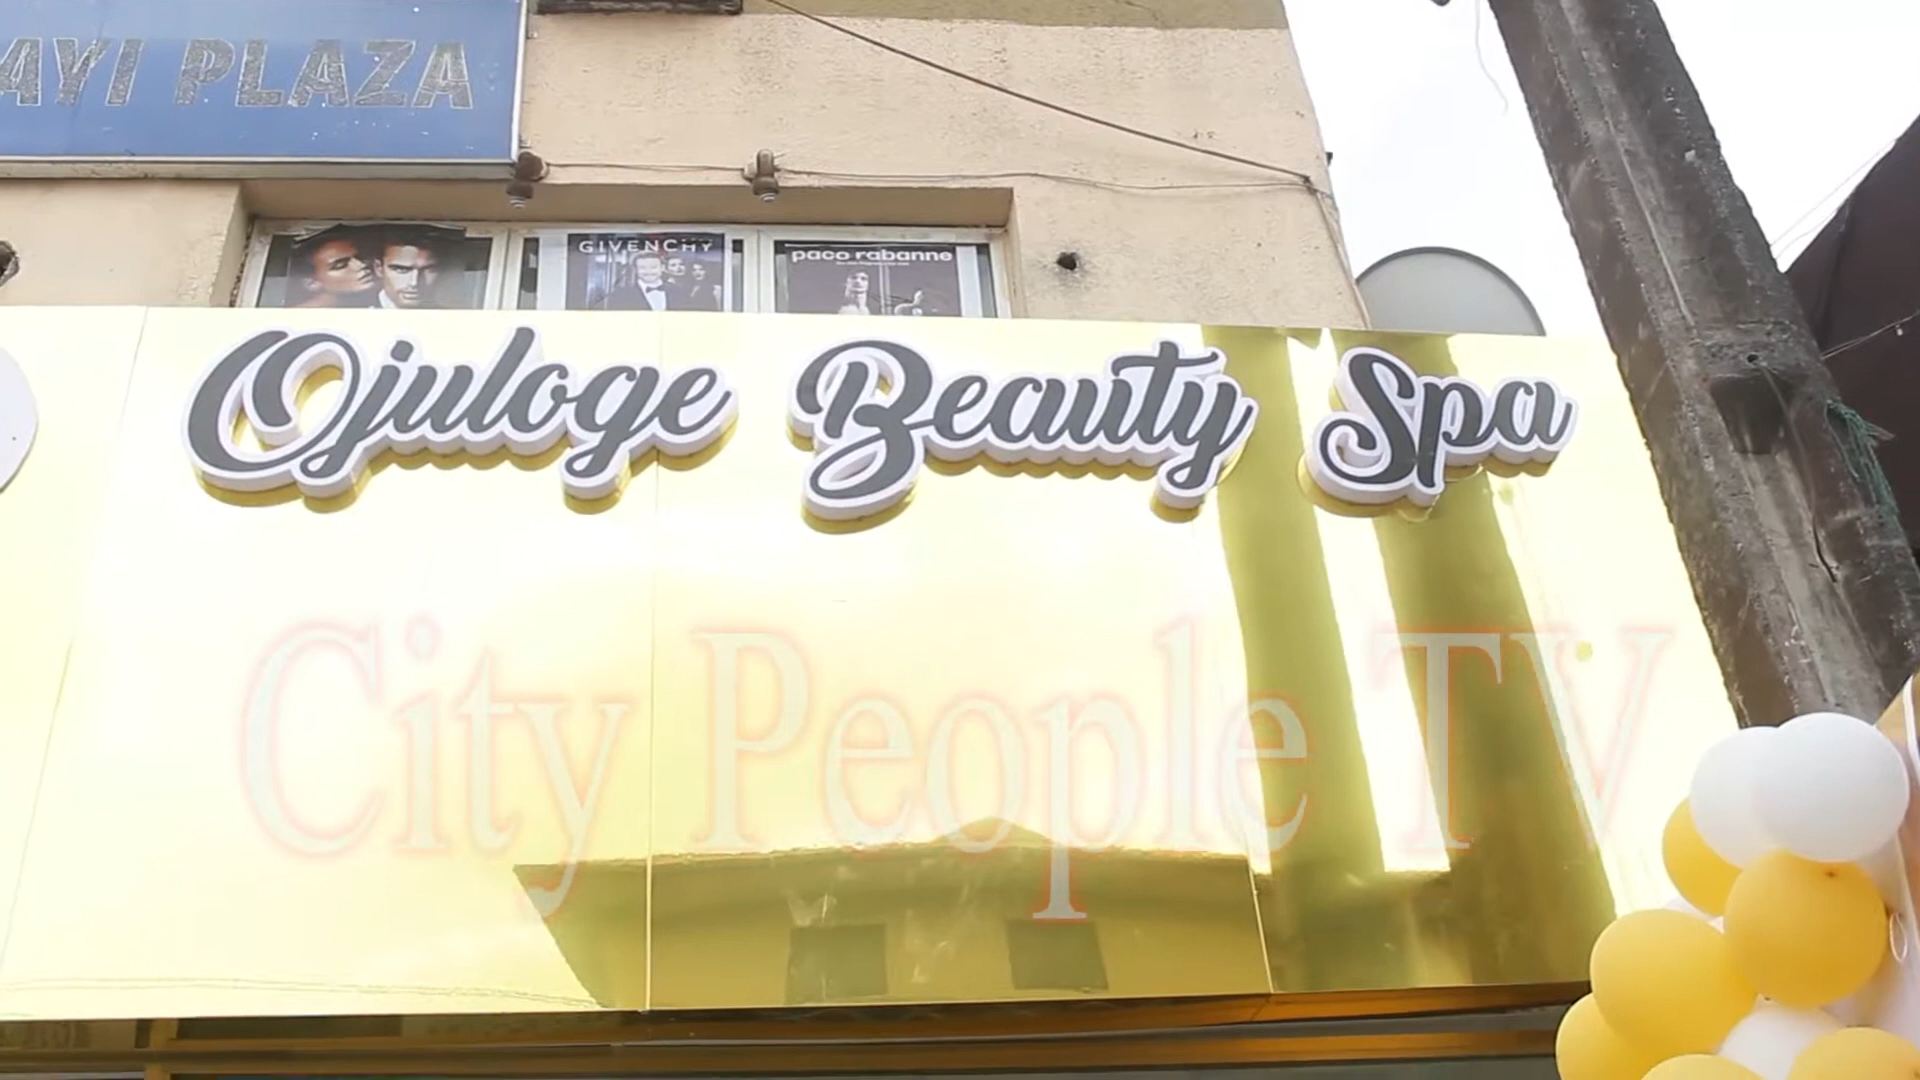 AYI PLAZA
GIVENCHY
paco rabanne
Ojuloge Beauty Spa
City People TV